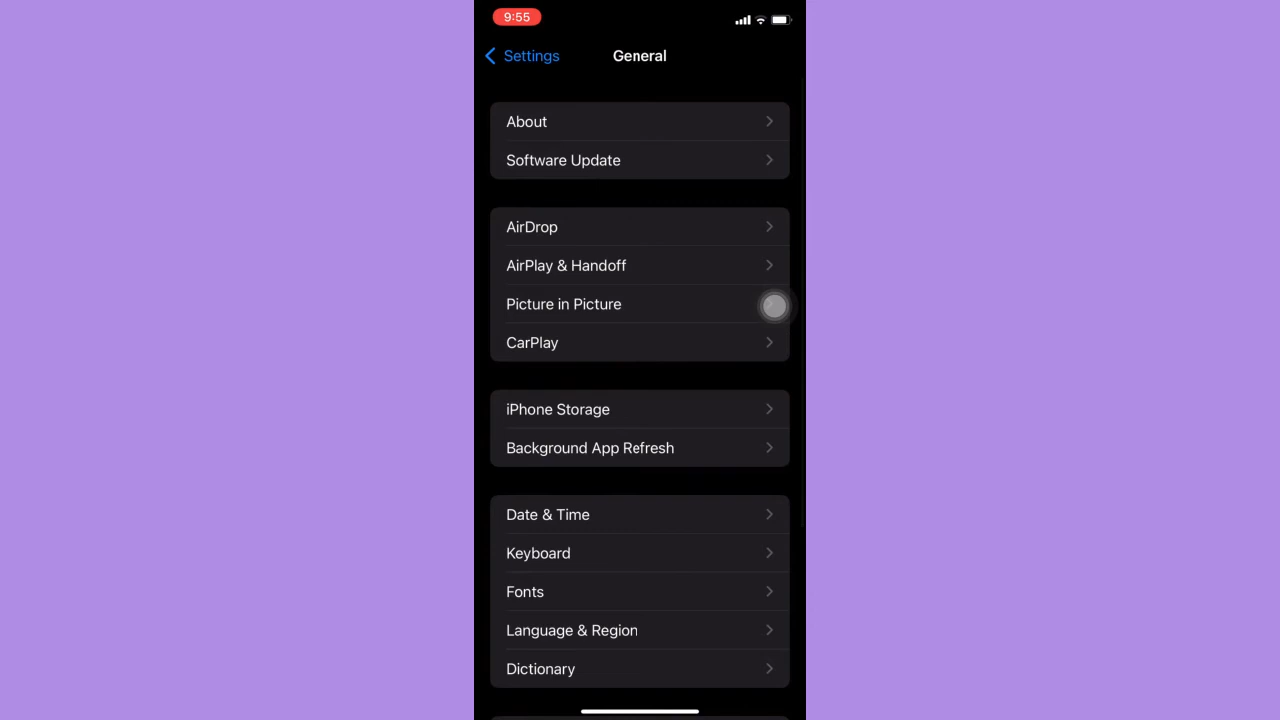 9:55
Settings
General
About
Software Update
AirDrop
AirPlay & Handoff
Picture in Picture
CarPlay
iPhone Storage
Background App Refresh
Date & Time
Keyboard
Fonts
Language & Region
Dictionary